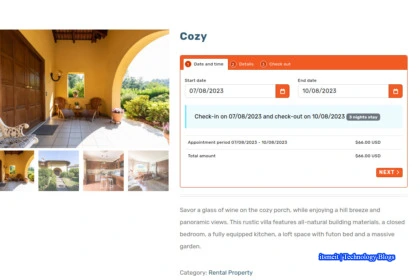 Cozy
1 Date and time 2 Details 3 Check out
Start date End date
07/08/2023 10/08/2023
Check-in on 07/08/2023 and check-out on 10/08/2023 3 nights stay
Appointment period 07/08/2023 - 10/08/2023 $66.00 USD
Total amount $66.00 USD
NEXT >
Savor a glass of wine on the cozy porch, while enjoying a hill breeze and
panoramic views. This rustic villa features all-natural building materials, a closed
bedroom, a fully equipped kitchen, a loft space with futon bed and a massive
garden.
itsmeit - Technology Blogs
Category: Rental Property